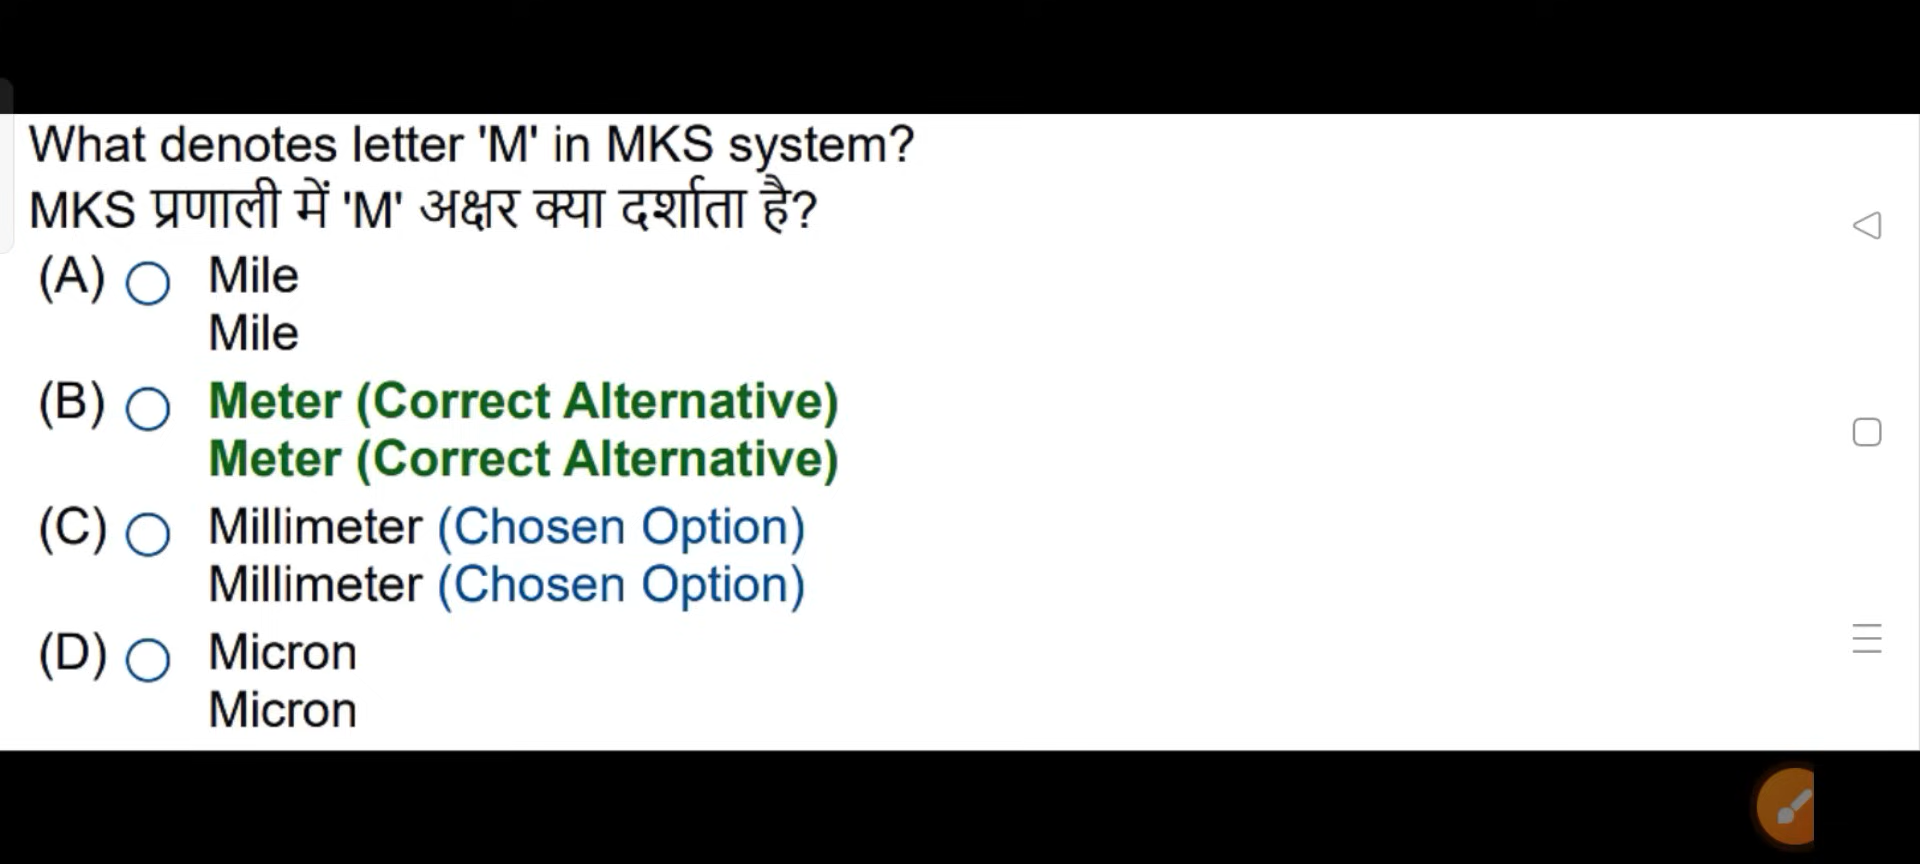 What denotes letter 'M' in MKS system?
MKS प्रणाली में 'M' अक्षर क्या दर्शाता है?
(A) Mile
Mile
(B) Meter (Correct Alternative)
Meter (Correct Alternative)
(C) Millimeter (Chosen Option)
Millimeter (Chosen Option)
(D) Micron
Micron